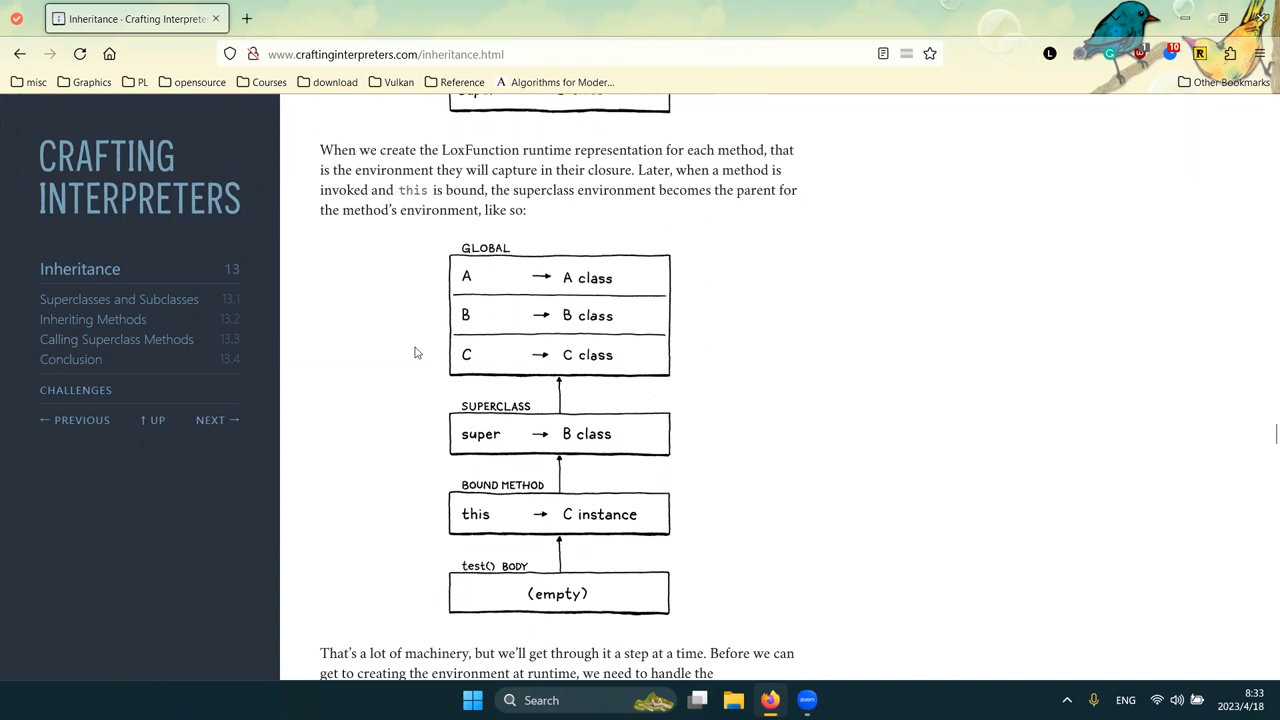 Inheritance · Crafting Interprete
www.craftinginterpreters.com/inheritance.html
L
1
10
R
misc
Graphics
PL
opensource
Courses
download
Vulkan
Reference
A Algorithms for Moder...
Other Bookmarks
CRAFTING
INTERPRETERS
Inheritance 13
Superclasses and Subclasses 13.1
Inheriting Methods 13.2
Calling Superclass Methods 13.3
Conclusion 13.4
CHALLENGES
← PREVIOUS ↑ UP NEXT →
When we create the LoxFunction runtime representation for each method, that
is the environment they will capture in their closure. Later, when a method is
invoked and this is bound, the superclass environment becomes the parent for
the method’s environment, like so:
GLOBAL
A → A class
B → B class
C → C class
SUPERCLASS
super → B class
BOUND METHOD
this → C instance
test() BODY
(empty)
That’s a lot of machinery, but we’ll get through it a step at a time. Before we can
get to creating the environment at runtime, we need to handle the
Search
zoom
ENG
8:33
2023/4/18